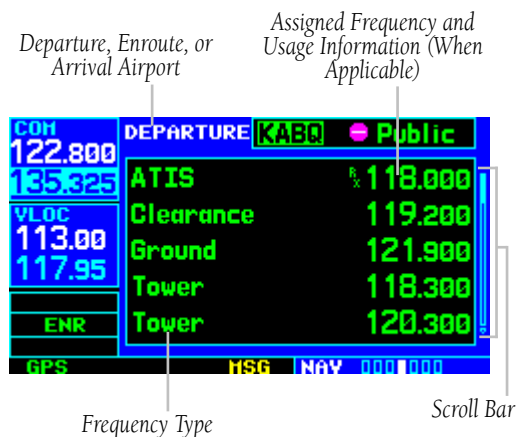 Departure, Enroute, or
Arrival Airport
Assigned Frequency and
Usage Information (When
Applicable)
COM
122.800
135.325
VLOC
113.00
117.95
ENR
DEPARTURE KABQ Public
ATIS Rx 118.000
Clearance 119.200
Ground 121.900
Tower 118.300
Tower 120.300
GPS MSG NAV
Frequency Type
Scroll Bar